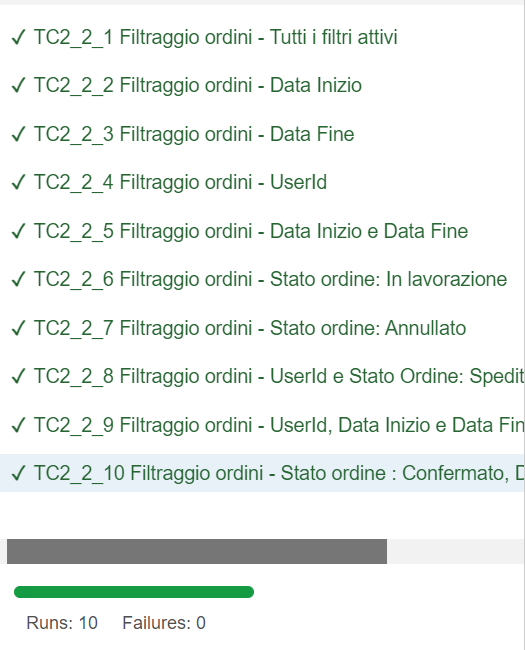 ✓ TC2_2_1 Filtraggio ordini - Tutti i filtri attivi
✓ TC2_2_2 Filtraggio ordini - Data Inizio
✓ TC2_2_3 Filtraggio ordini - Data Fine
✓ TC2_2_4 Filtraggio ordini - UserId
✓ TC2_2_5 Filtraggio ordini - Data Inizio e Data Fine
✓ TC2_2_6 Filtraggio ordini - Stato ordine: In lavorazione
✓ TC2_2_7 Filtraggio ordini - Stato ordine: Annullato
✓ TC2_2_8 Filtraggio ordini - UserId e Stato Ordine: Spedit
✓ TC2_2_9 Filtraggio ordini - UserId, Data Inizio e Data Fin
✓ TC2_2_10 Filtraggio ordini - Stato ordine : Confermato, D
Runs: 10 Failures: 0